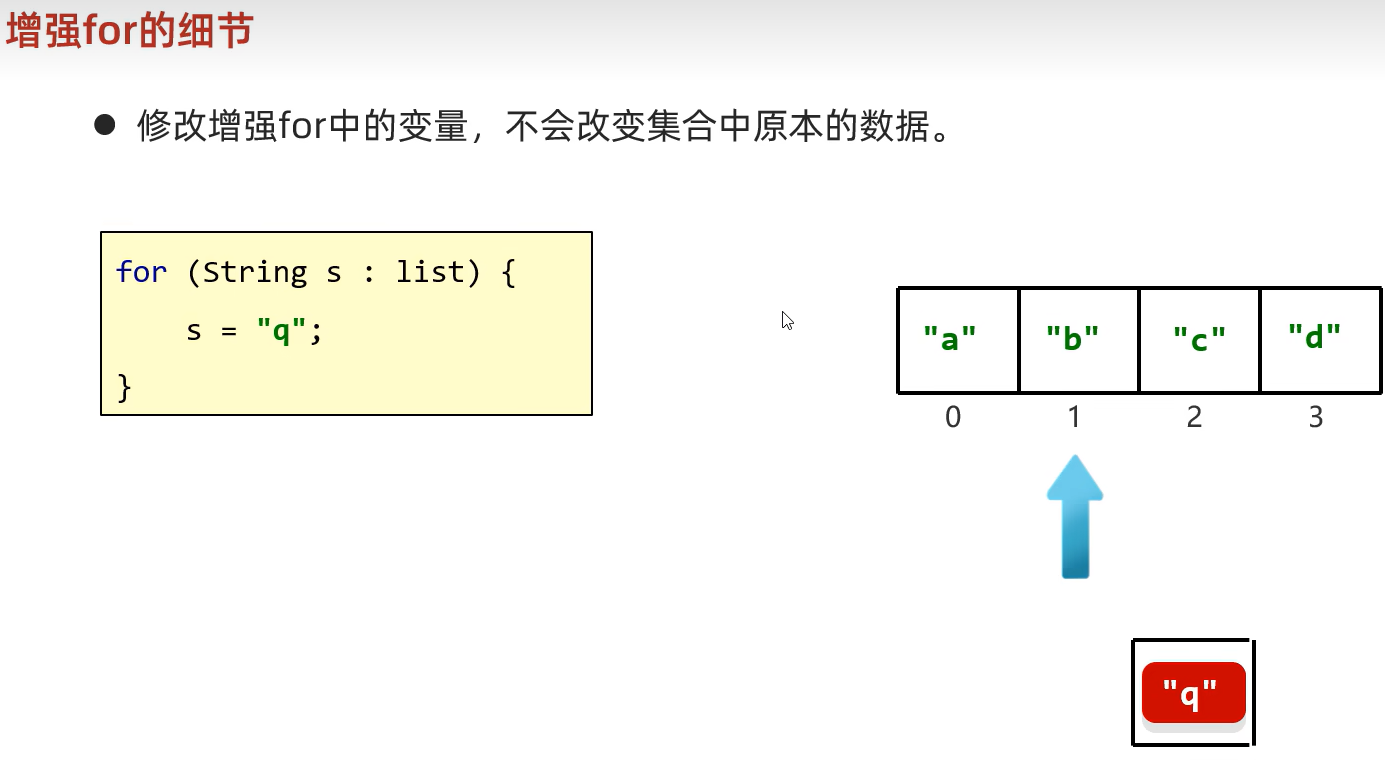 增强for的细节
● 修改增强for中的变量，不会改变集合中原本的数据。
for (String s : list) {
    s = "q";
}
"a" "b" "c" "d"
0 1 2 3
"q"